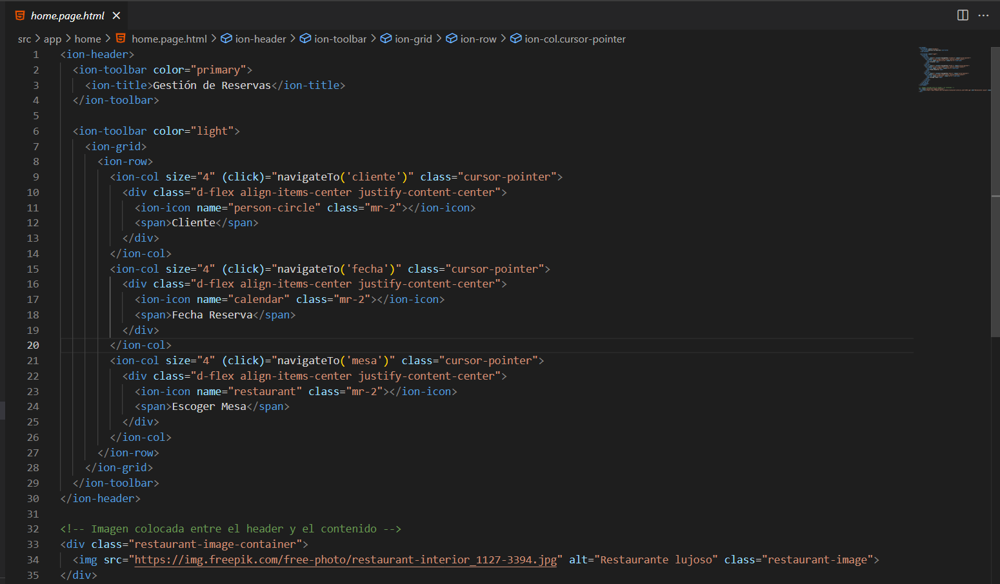 home.page.html
src > app > home > home.page.html > ion-header > ion-toolbar > ion-grid > ion-row > ion-col.cursor-pointer
1 <ion-header>
2 <ion-toolbar color="primary">
3 <ion-title>Gestión de Reservas</ion-title>
4 </ion-toolbar>
5
6 <ion-toolbar color="light">
7 <ion-grid>
8 <ion-row>
9 <ion-col size="4" (click)="navigateTo('cliente')" class="cursor-pointer">
10 <div class="d-flex align-items-center justify-content-center">
11 <ion-icon name="person-circle" class="mr-2"></ion-icon>
12 <span>Cliente</span>
13 </div>
14 </ion-col>
15 <ion-col size="4" (click)="navigateTo('fecha')" class="cursor-pointer">
16 <div class="d-flex align-items-center justify-content-center">
17 <ion-icon name="calendar" class="mr-2"></ion-icon>
18 <span>Fecha Reserva</span>
19 </div>
20 </ion-col>
21 <ion-col size="4" (click)="navigateTo('mesa')" class="cursor-pointer">
22 <div class="d-flex align-items-center justify-content-center">
23 <ion-icon name="restaurant" class="mr-2"></ion-icon>
24 <span>Escoger Mesa</span>
25 </div>
26 </ion-col>
27 </ion-row>
28 </ion-grid>
29 </ion-toolbar>
30 </ion-header>
31
32 <!-- Imagen colocada entre el header y el contenido -->
33 <div class="restaurant-image-container">
34 <img src="https://img.freepik.com/free-photo/restaurant-interior_1127-3394.jpg" alt="Restaurante lujoso" class="restaurant-image">
35 </div>